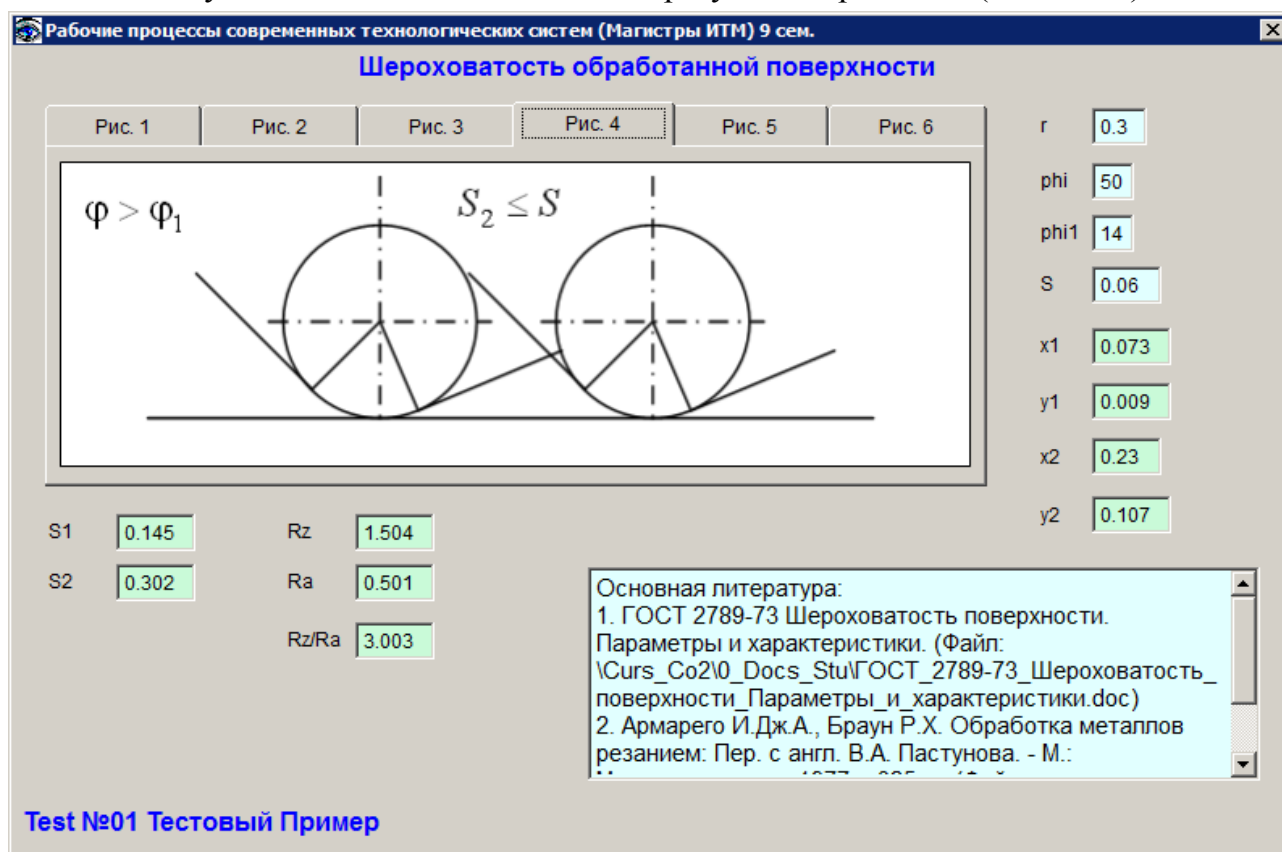 Рабочие процессы современных технологических систем (Магистры ИТМ) 9 сем.
Шероховатость обработанной поверхности
Рис. 1 Рис. 2 Рис. 3 Рис. 4 Рис. 5 Рис. 6
φ > φ₁
S₂ ≤ S
r 0.3
phi 50
phi1 14
S 0.06
x1 0.073
y1 0.009
x2 0.23
y2 0.107
S1 0.145 Rz 1.504
S2 0.302 Ra 0.501
Rz/Ra 3.003
Основная литература:
1. ГОСТ 2789-73 Шероховатость поверхности.
Параметры и характеристики. (Файл:
\Curs_Co2\0_Docs_Stu\ГОСТ_2789-73_Шероховатость_
поверхности_Параметры_и_характеристики.doc)
2. Армарего И.Дж.А., Браун Р.Х. Обработка металлов
резанием: Пер. с англ. В.А. Пастунова. - М.:
Test №01 Тестовый Пример